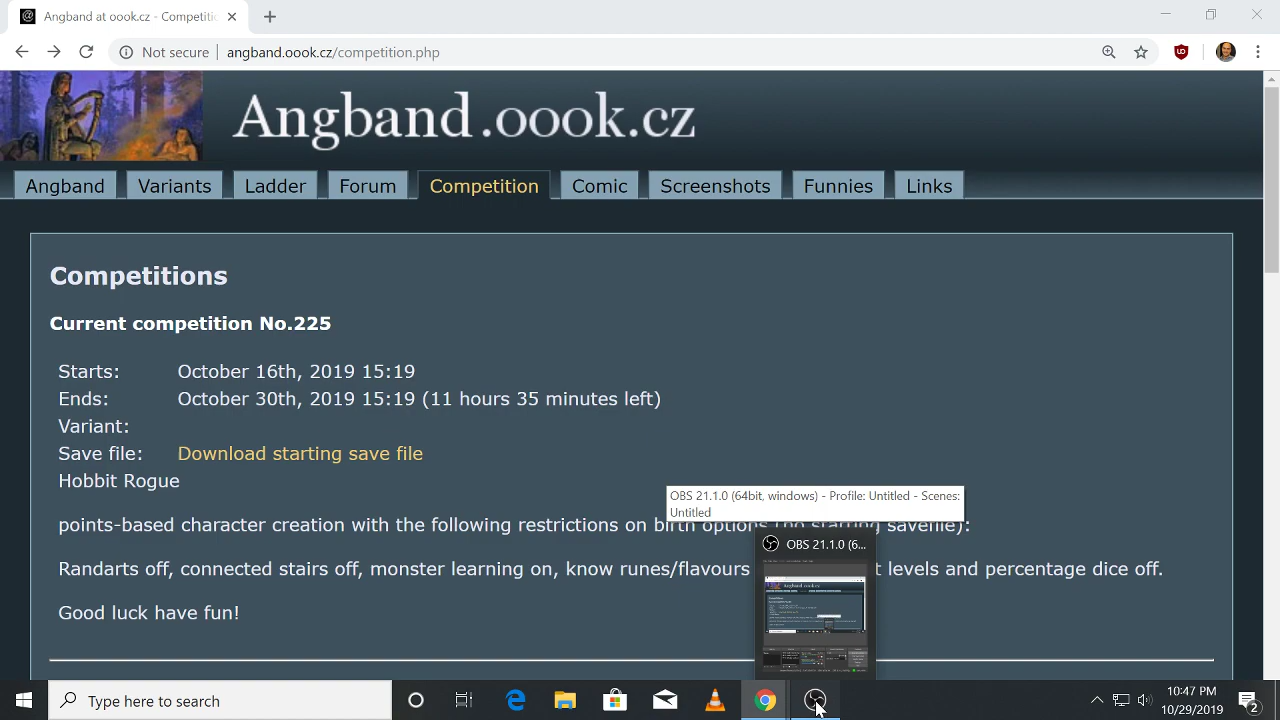 Angband at oook.cz - Competiti
Not secure
angband.oook.cz/competition.php
Angband.oook.cz
Angband
Variants
Ladder
Forum
Competition
Comic
Screenshots
Funnies
Links
Competitions
Current competition No.225
Starts: October 16th, 2019 15:19
Ends: October 30th, 2019 15:19 (11 hours 35 minutes left)
Variant:
Save file: Download starting save file
Hobbit Rogue
OBS 21.1.0 (64bit, windows) - Profile: Untitled - Scenes:
Untitled
points-based character creation with the following restrictions on birth options (no starting savefile):
OBS 21.1.0 (6...
Randarts off, connected stairs off, monster learning on, know runes/flavours t levels and percentage dice off.
Good luck have fun!
Type here to search
10:47 PM
10/29/2019
2